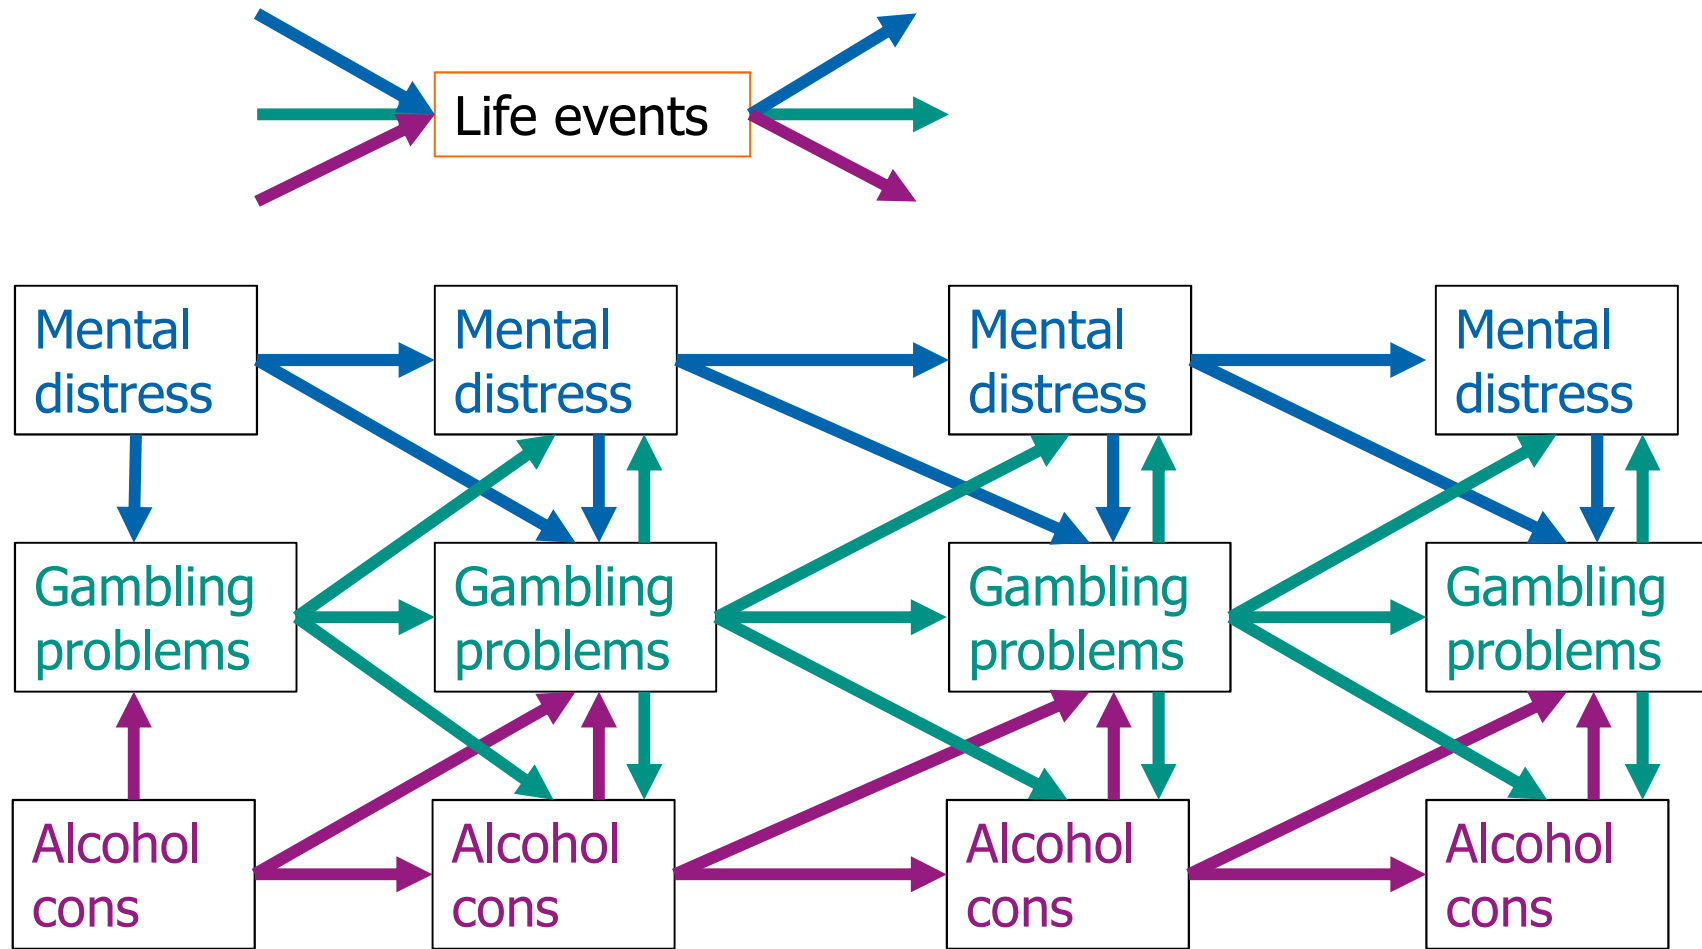 Life events
Mental
distress
Mental
distress
Mental
distress
Mental
distress
Gambling
problems
Gambling
problems
Gambling
problems
Gambling
problems
Alcohol
cons
Alcohol
cons
Alcohol
cons
Alcohol
cons